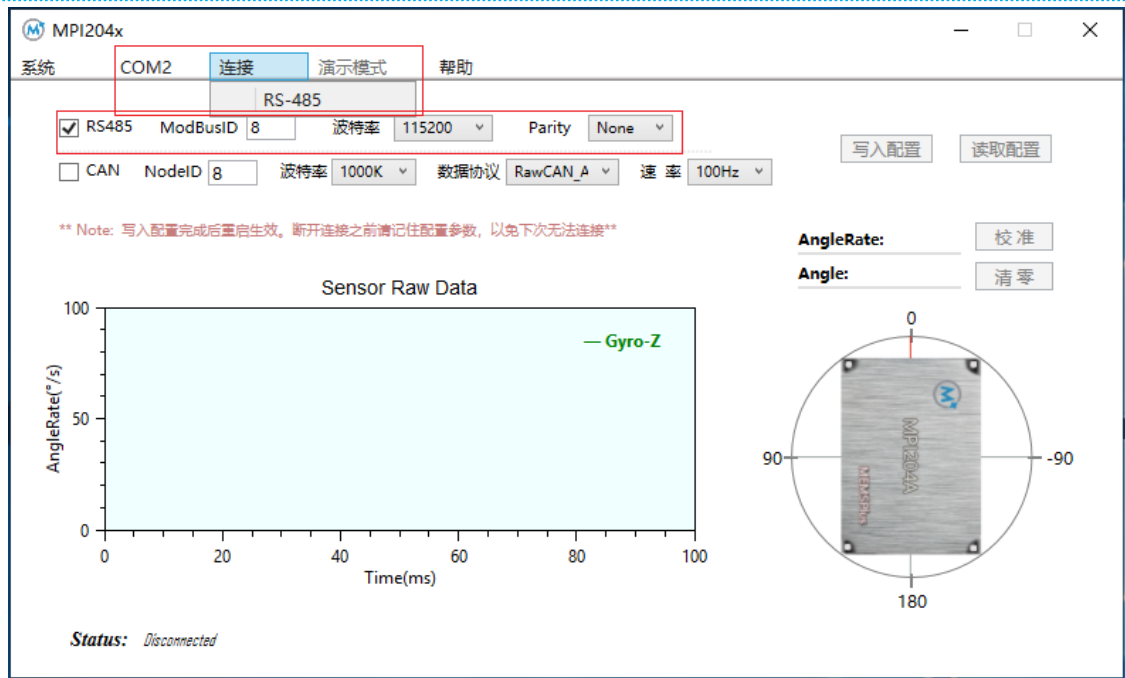 MPI204x
系统 COM2 连接 演示模式 帮助
RS-485
RS485 ModBusID 8 波特率 115200 Parity None
写入配置 读取配置
CAN NodeID 8 波特率 1000K 数据协议 RawCAN_A 速 率 100Hz
** Note: 写入配置完成后重启生效。断开连接之前请记住配置参数，以免下次无法连接**
AngleRate: 校 准
Angle: 清 零
Sensor Raw Data
100
50
0
AngleRate(°/s)
Gyro-Z
0 20 40 60 80 100
Time(ms)
0
90
-90
180
M
MPI204A
MEMSPlus
Status: Disconnected